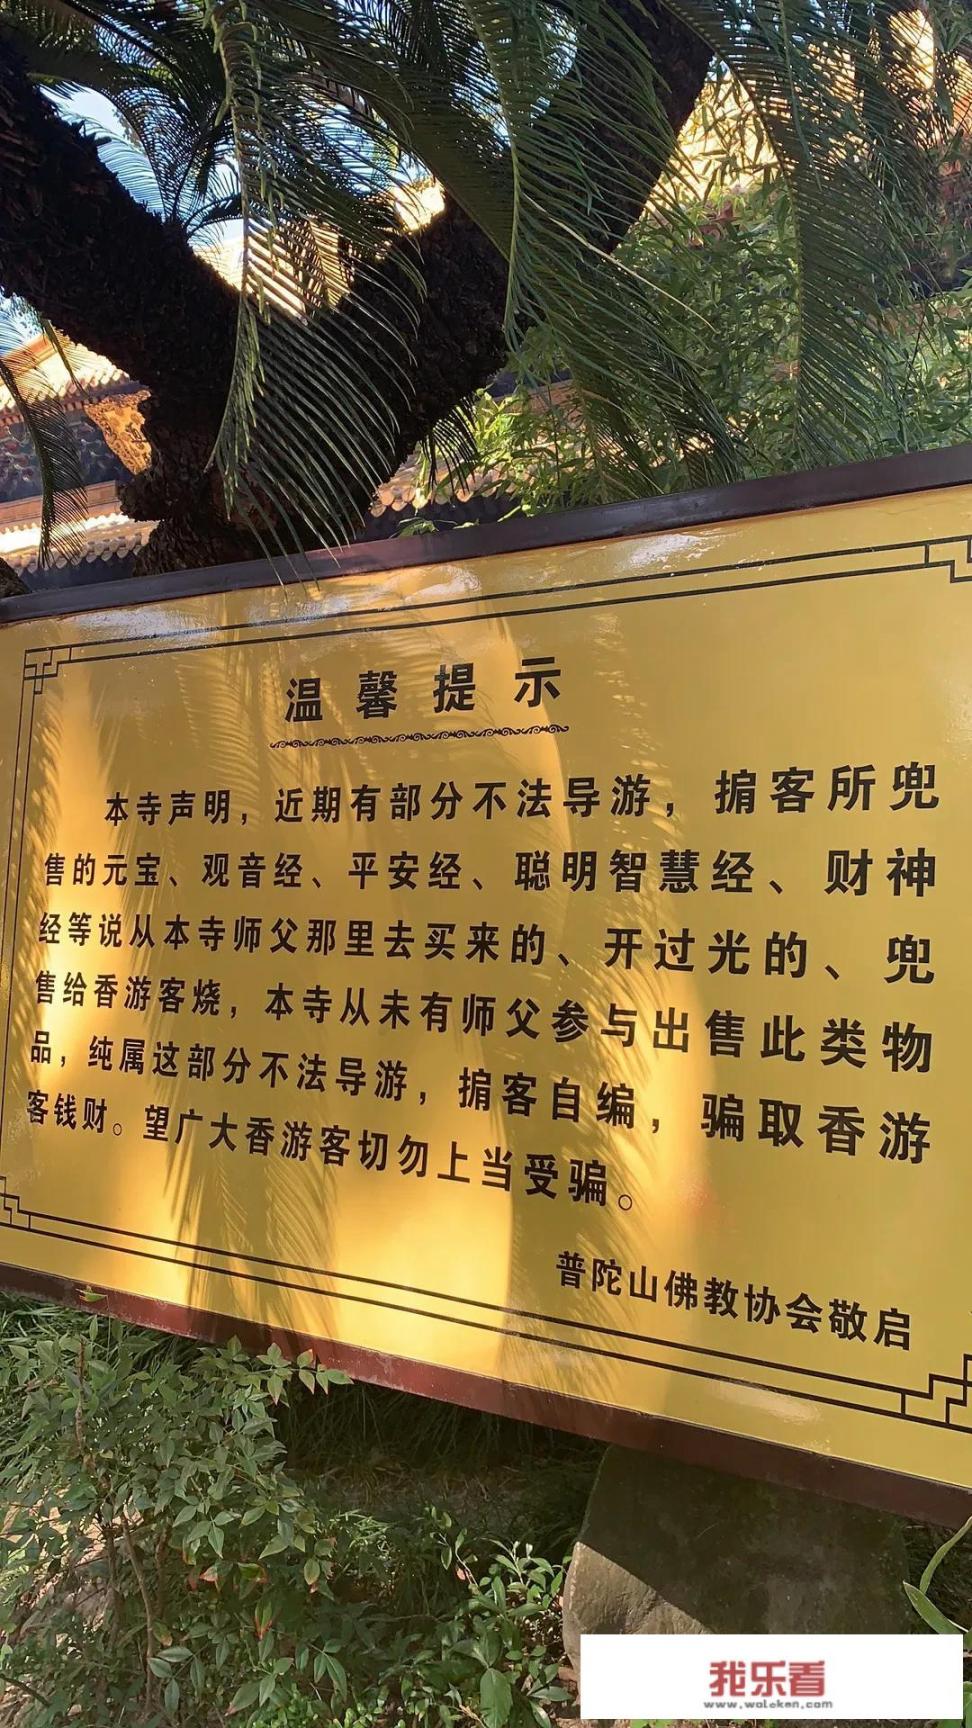 温馨提示
本寺声明，近期有部分不法导游，掮客所兜
售的元宝、观音经、平安经、聪明智慧经、财神
经等说从本寺师父那里去买来的、开过光的、兜
售给香游客烧，本寺从未有师父参与出售此类物
品，纯属这部分不法导游，掮客自编，骗取香游
客钱财。望广大香游客切勿上当受骗。
普陀山佛教协会敬启
我乐看
www.woleken.com